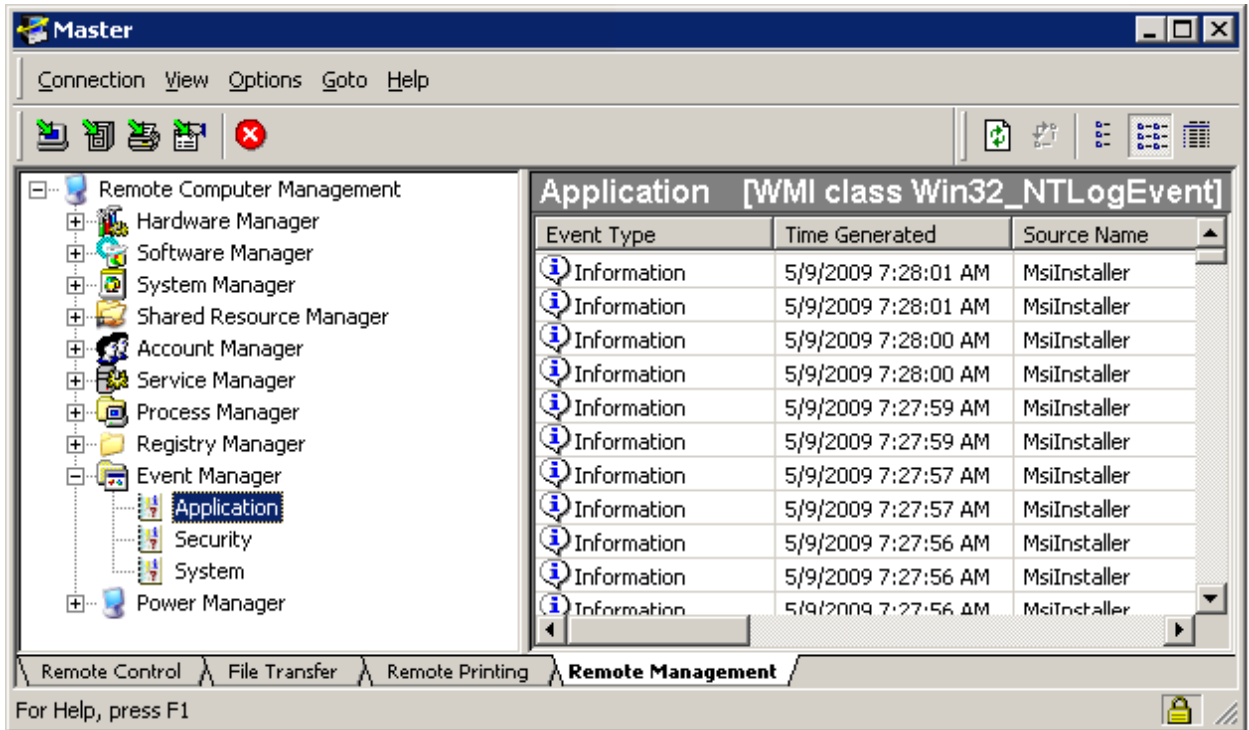 Master
Connection View Options Goto Help
Remote Computer Management
Hardware Manager
Software Manager
System Manager
Shared Resource Manager
Account Manager
Service Manager
Process Manager
Registry Manager
Event Manager
Application
Security
System
Power Manager
Application [WMI class Win32_NTLogEvent]
Event Type Time Generated Source Name
Information 5/9/2009 7:28:01 AM MsiInstaller
Information 5/9/2009 7:28:01 AM MsiInstaller
Information 5/9/2009 7:28:00 AM MsiInstaller
Information 5/9/2009 7:28:00 AM MsiInstaller
Information 5/9/2009 7:27:59 AM MsiInstaller
Information 5/9/2009 7:27:59 AM MsiInstaller
Information 5/9/2009 7:27:57 AM MsiInstaller
Information 5/9/2009 7:27:57 AM MsiInstaller
Information 5/9/2009 7:27:56 AM MsiInstaller
Information 5/9/2009 7:27:56 AM MsiInstaller
Information 5/9/2009 7:27:56 AM MsiInstaller
Remote Control File Transfer Remote Printing Remote Management
For Help, press F1